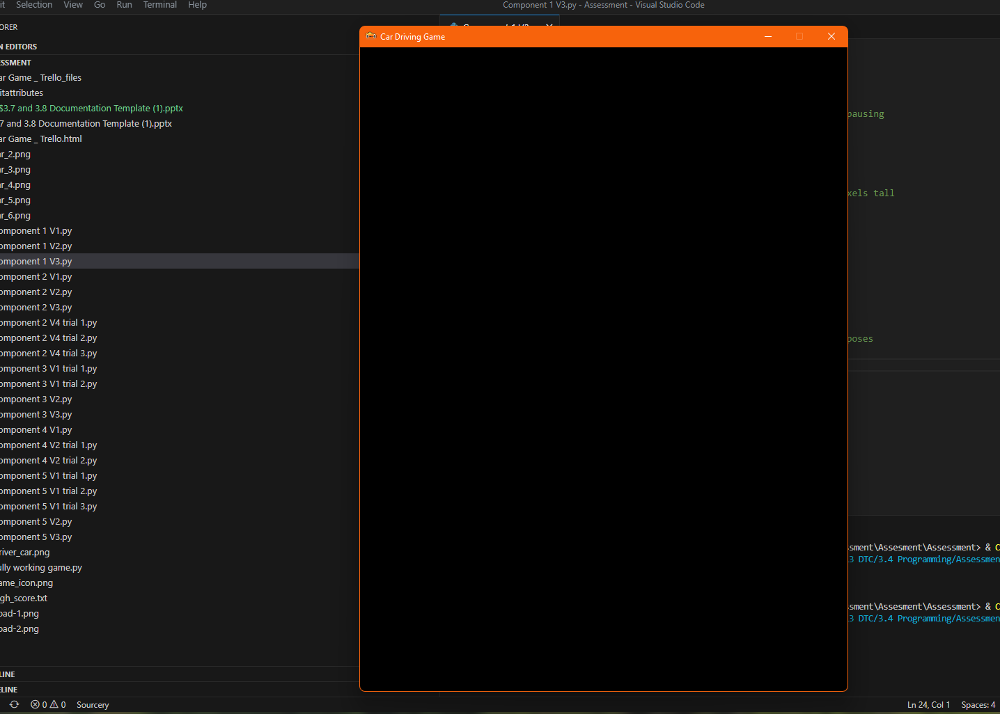 it Selection View Go Run Terminal Help Component 1 V3.py - Assessment - Visual Studio Code
ORER
Car Driving Game
N EDITORS
ESSMENT
ar Game _ Trello_files
itattributes
$3.7 and 3.8 Documentation Template (1).pptx
7 and 3.8 Documentation Template (1).pptx
ar Game _ Trello.html
ar_2.png
ar_3.png
ar_4.png
ar_5.png
ar_6.png
omponent 1 V1.py
omponent 1 V2.py
omponent 1 V3.py
omponent 2 V1.py
omponent 2 V2.py
omponent 2 V3.py
omponent 2 V4 trial 1.py
omponent 2 V4 trial 2.py
omponent 2 V4 trial 3.py
omponent 3 V1 trial 1.py
omponent 3 V1 trial 2.py
omponent 3 V2.py
omponent 3 V3.py
omponent 4 V1.py
omponent 4 V2 trial 1.py
omponent 4 V2 trial 2.py
omponent 5 V1 trial 1.py
omponent 5 V1 trial 2.py
omponent 5 V1 trial 3.py
omponent 5 V2.py
omponent 5 V3.py
river_car.png
ully working game.py
ame_icon.png
gh_score.txt
oad-1.png
oad-2.png
LINE
ELINE
pausing
xels tall
poses
sment\Assesment\Assessment> & C
3 DTC/3.4 Programming/Assessmen
sment\Assesment\Assessment> & C
3 DTC/3.4 Programming/Assessmen
0 0 Sourcery Ln 24, Col 1 Spaces: 4